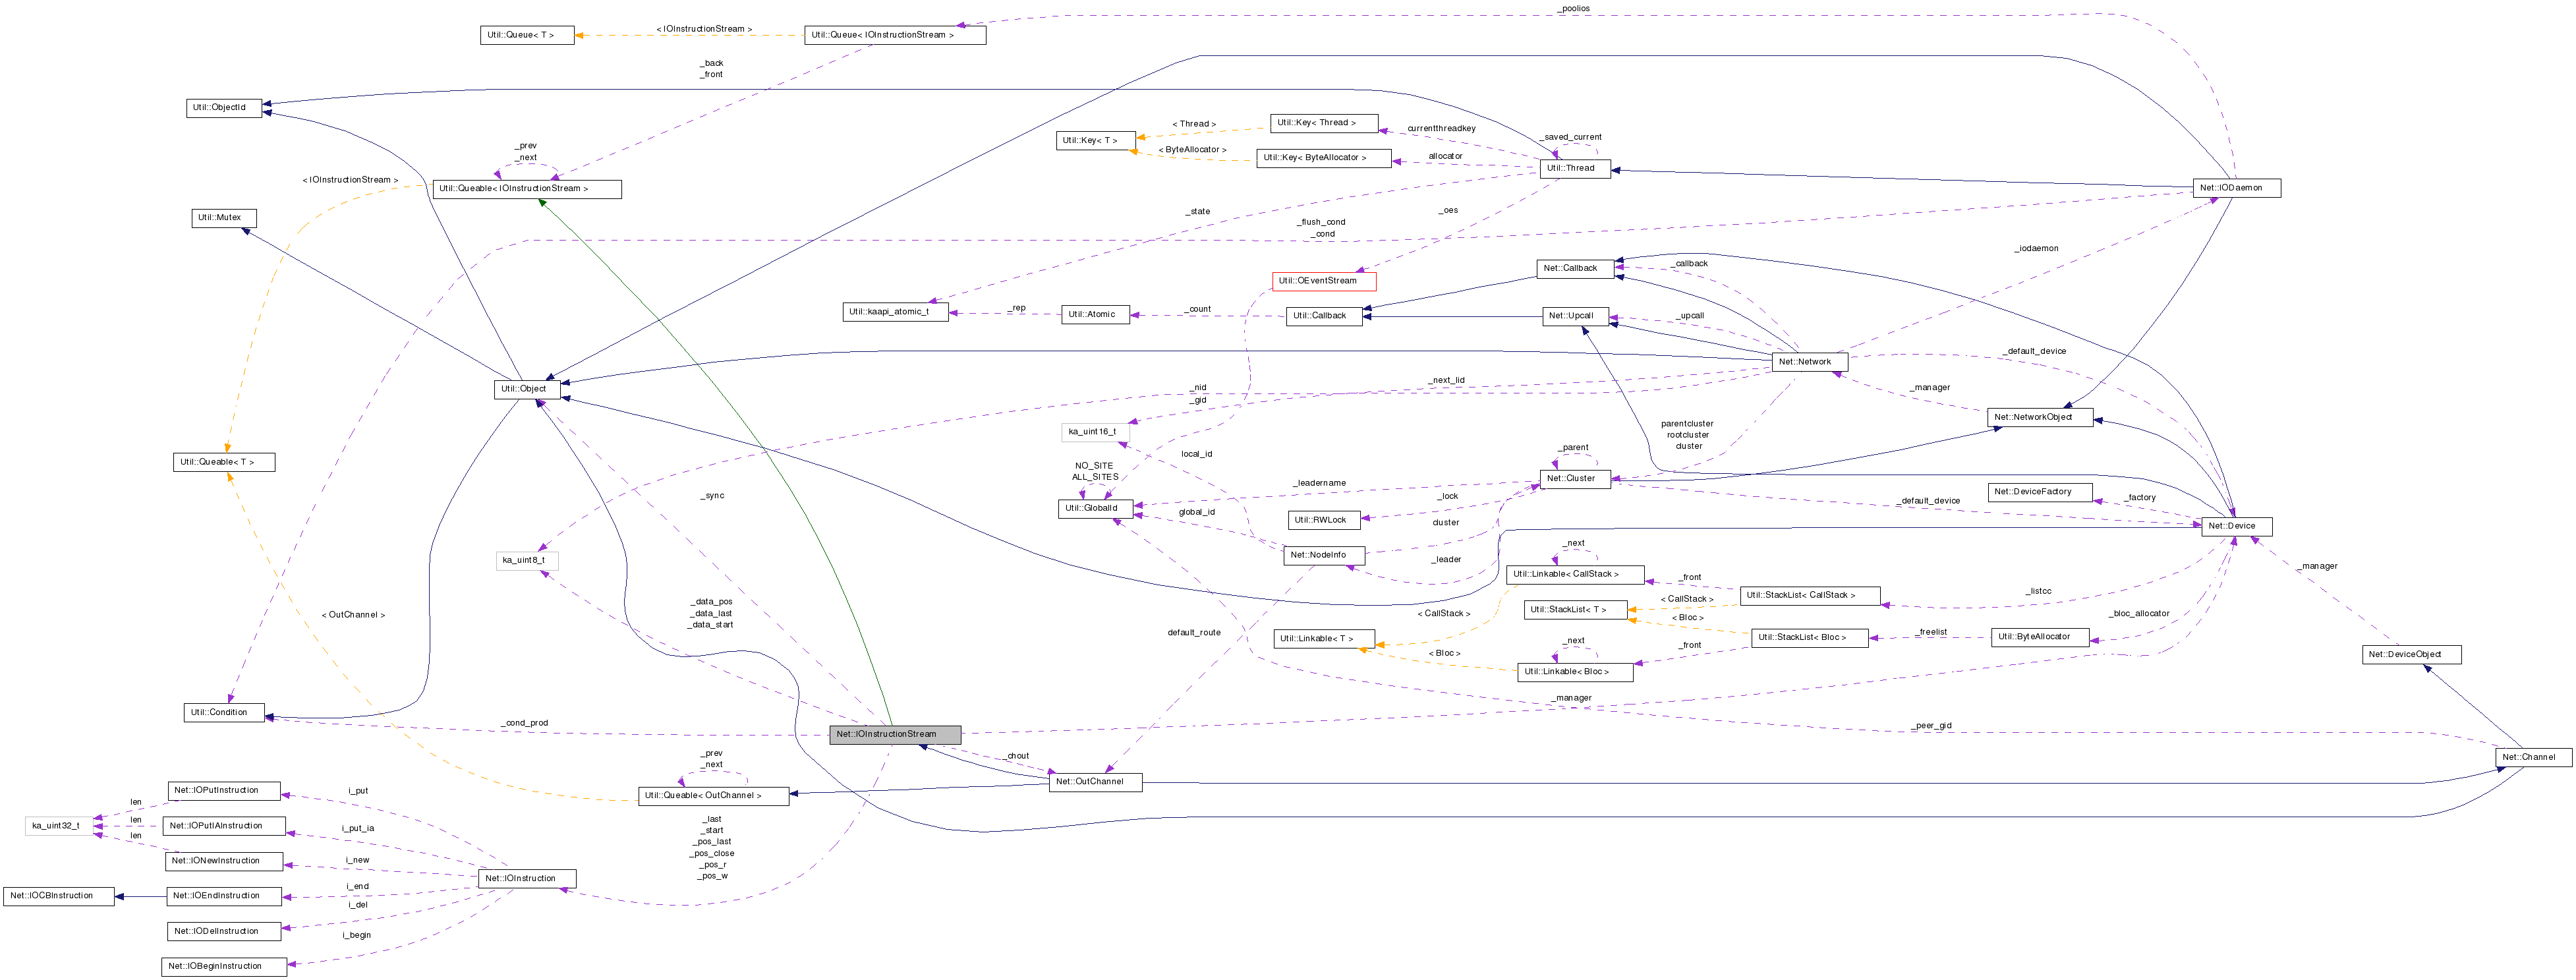 _poolios
Util::Queue< T >
< IOInstructionStream >
Util::Queue< IOInstructionStream >
_back
_front
Util::ObjectId
< Thread >
Util::Key< Thread >
currentthreadkey
_saved_current
Util::Key< T >
< ByteAllocator >
Util::Key< ByteAllocator >
allocator
Util::Thread
_prev
_next
< IOInstructionStream >
Util::Queable< IOInstructionStream >
Net::IODaemon
Util::Mutex
_state
_oes
_flush_cond
_cond
_iodaemon
Net::Callback
_callback
Util::OEventStream
Util::kaapi_atomic_t
_rep
Util::Atomic
_count
Util::Callback
Net::Upcall
_upcall
_default_device
Net::Network
Util::Object
_nid
_gid
_next_lid
_manager
Net::NetworkObject
ka_uint16_t
parentcluster
rootcluster
cluster
local_id
_parent
Util::Queable< T >
NO_SITE
ALL_SITES
_leadername
Net::Cluster
_sync
_lock
_default_device
Net::DeviceFactory
_factory
Util::GlobalId
global_id
Util::RWLock
cluster
Net::Device
ka_uint8_t
Net::NodeInfo
_leader
_next
Util::Linkable< CallStack >
_front
_manager
_data_pos
_data_last
_data_start
< OutChannel >
< CallStack >
Util::StackList< T >
< CallStack >
Util::StackList< CallStack >
_listcc
< Bloc >
_bloc_allocator
default_route
Util::Linkable< T >
_next
Util::StackList< Bloc >
_freelist
Util::ByteAllocator
< Bloc >
_front
Util::Linkable< Bloc >
Net::DeviceObject
_manager
Util::Condition
_cond_prod
Net::IOInstructionStream
_peer_gid
_prev
_next
_chout
Net::Channel
Net::OutChannel
Net::IOPutInstruction
i_put
Util::Queable< OutChannel >
len
ka_uint32_t
len
Net::IOPutIAInstruction
i_put_ia
_last
_start
_pos_last
_pos_close
_pos_r
_pos_w
len
Net::IONewInstruction
i_new
Net::IOInstruction
Net::IOCBInstruction
Net::IOEndInstruction
i_end
i_del
Net::IODelInstruction
i_begin
Net::IOBeginInstruction